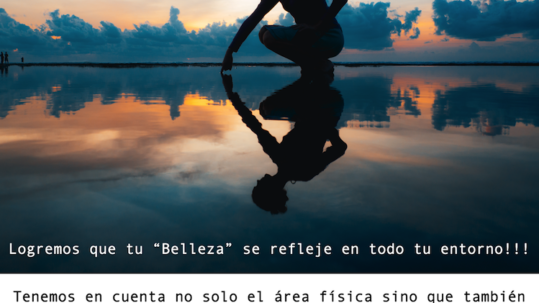 Logremos que tu “Belleza” se refleje en todo tu entorno!!!
Tenemos en cuenta no solo el área física sino que también